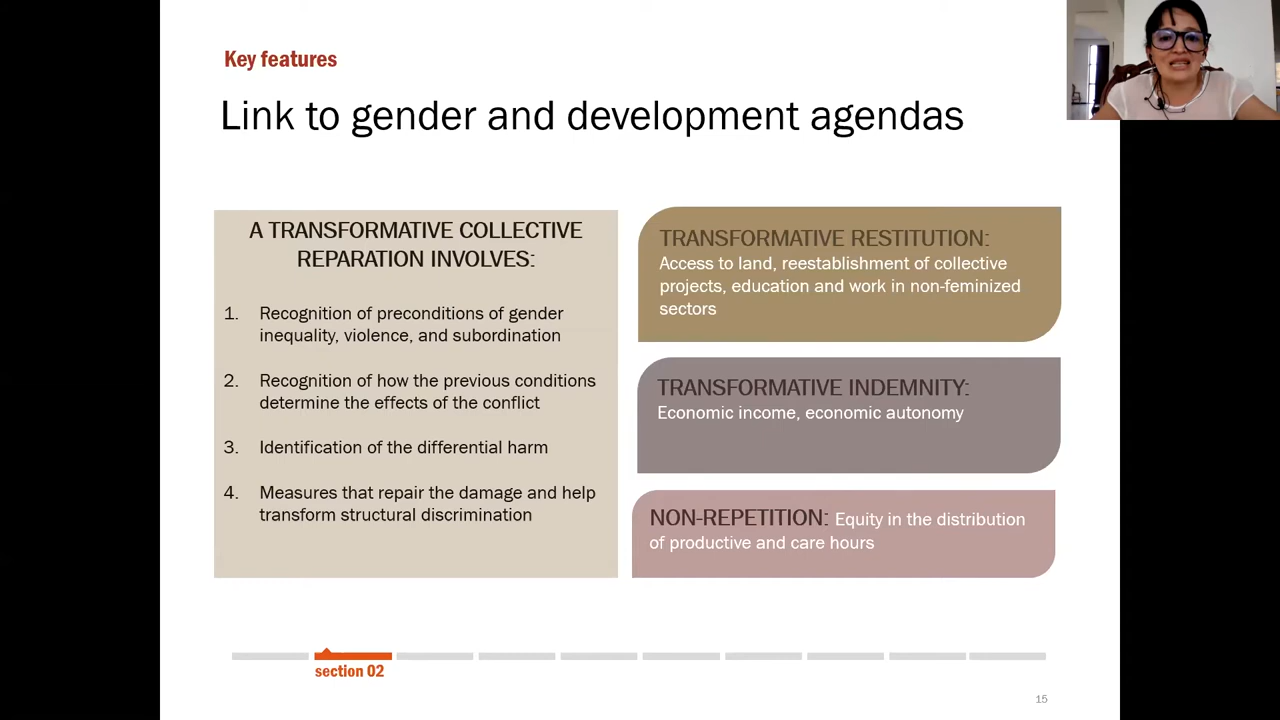 Key features
Link to gender and development agendas
A TRANSFORMATIVE COLLECTIVE
REPARATION INVOLVES:
1. Recognition of preconditions of gender
inequality, violence, and subordination
2. Recognition of how the previous conditions
determine the effects of the conflict
3. Identification of the differential harm
4. Measures that repair the damage and help
transform structural discrimination
TRANSFORMATIVE RESTITUTION:
Access to land, reestablishment of collective
projects, education and work in non-feminized
sectors
TRANSFORMATIVE INDEMNITY:
Economic income, economic autonomy
NON-REPETITION: Equity in the distribution
of productive and care hours
section 02
15